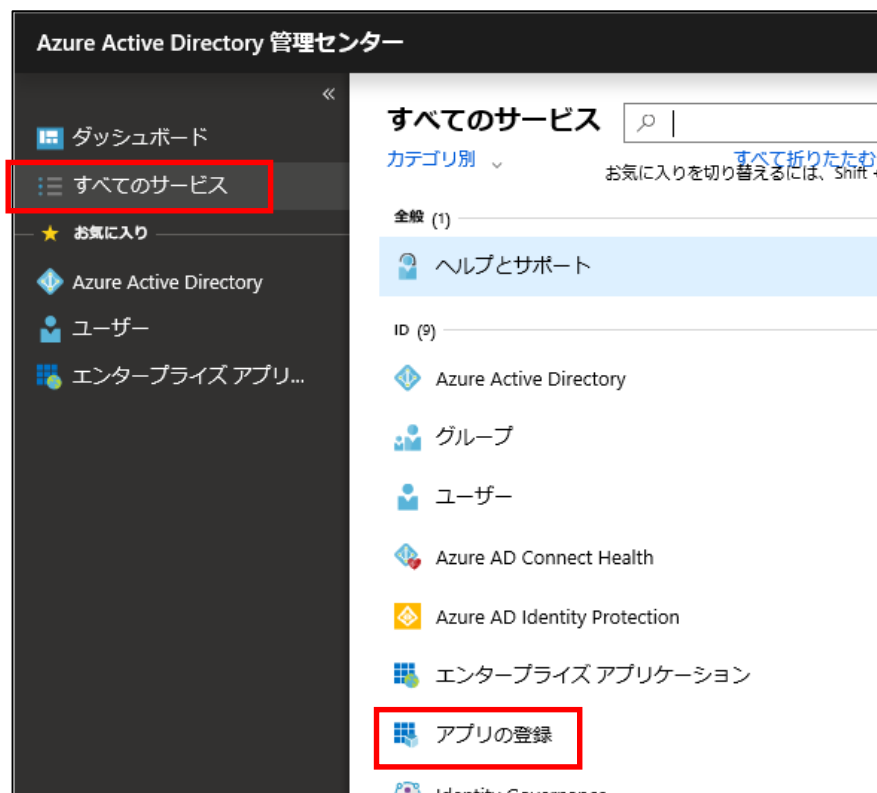 Azure Active Directory 管理センター
«
ダッシュボード
すべてのサービス
お気に入り
Azure Active Directory
ユーザー
エンタープライズ アプリ...
すべてのサービス
カテゴリ別
すべて折りたたむ
お気に入りを切り替えるには、Shift +
全般 (1)
ヘルプとサポート
ID (9)
Azure Active Directory
グループ
ユーザー
Azure AD Connect Health
Azure AD Identity Protection
エンタープライズ アプリケーション
アプリの登録
Identity Governance